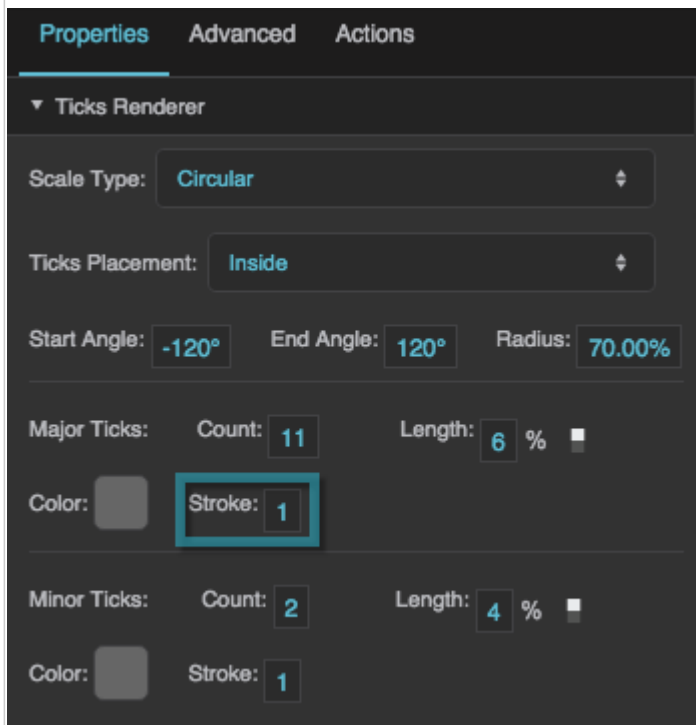 Properties Advanced Actions
Ticks Renderer
Scale Type: Circular
Ticks Placement: Inside
Start Angle: -120° End Angle: 120° Radius: 70.00%
Major Ticks: Count: 11 Length: 6 %
Color: Stroke: 1
Minor Ticks: Count: 2 Length: 4 %
Color: Stroke: 1